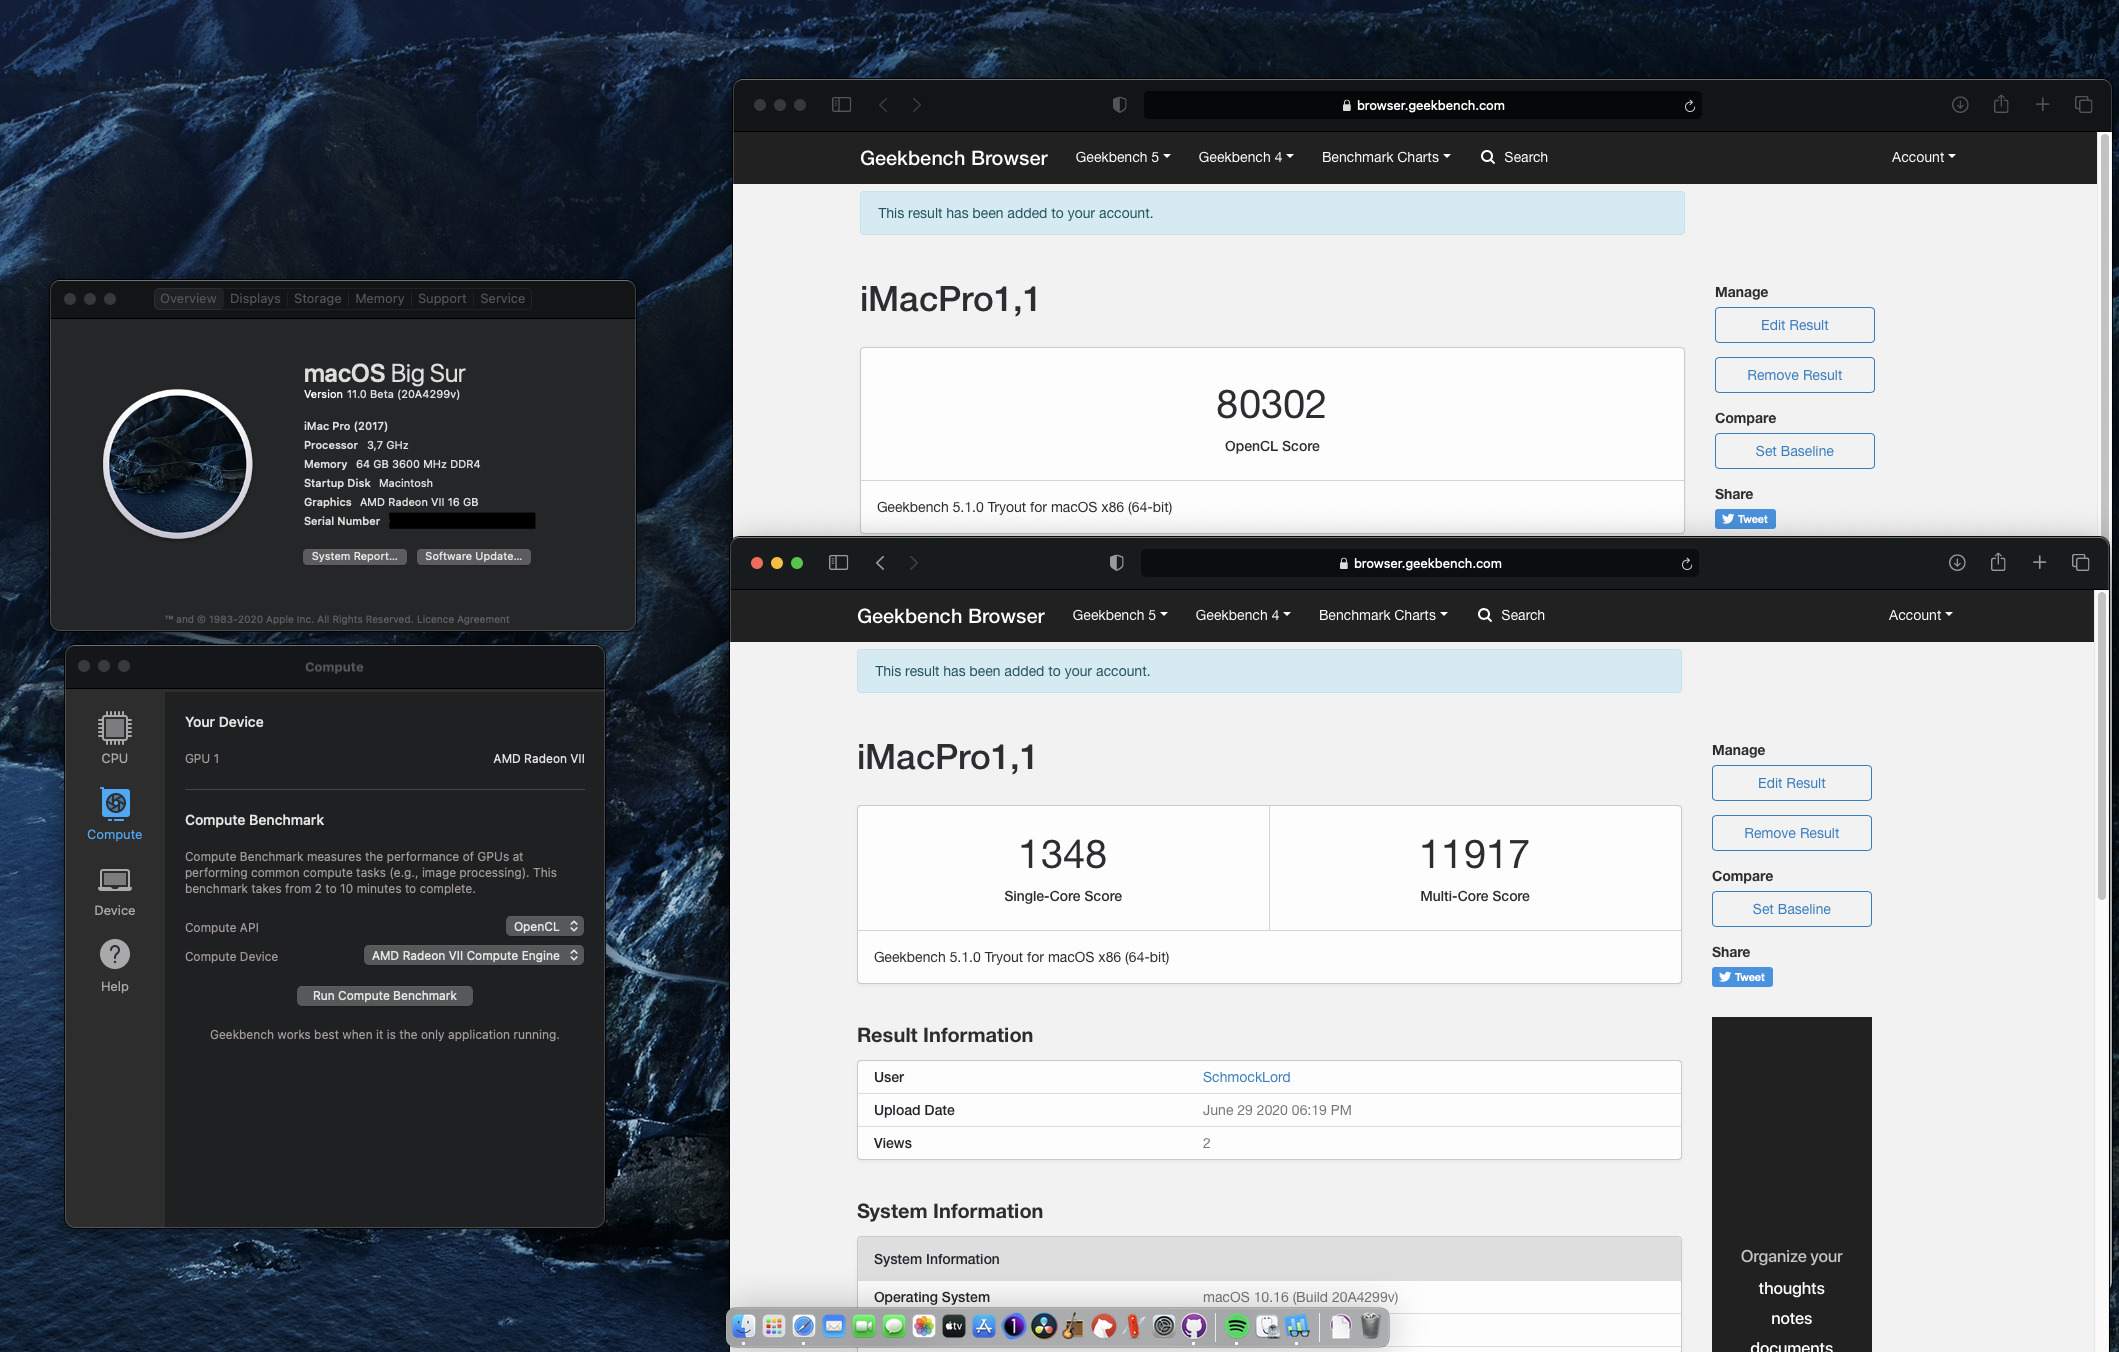 Overview Displays Storage Memory Support Service
macOS Big Sur
Version 11.0 Beta (20A4299v)
iMac Pro (2017)
Processor 3,7 GHz
Memory 64 GB 3600 MHz DDR4
Startup Disk Macintosh
Graphics AMD Radeon VII 16 GB
Serial Number
System Report... Software Update...
™ and © 1983-2020 Apple Inc. All Rights Reserved. Licence Agreement
Compute
CPU
Compute
Device
?
Help
Your Device
GPU 1 AMD Radeon VII
Compute Benchmark
Compute Benchmark measures the performance of GPUs at
performing common compute tasks (e.g., image processing). This
benchmark takes from 2 to 10 minutes to complete.
Compute API OpenCL
Compute Device AMD Radeon VII Compute Engine
Run Compute Benchmark
Geekbench works best when it is the only application running.
browser.geekbench.com
Geekbench Browser Geekbench 5 Geekbench 4 Benchmark Charts Search Account
This result has been added to your account.
iMacPro1,1
80302
OpenCL Score
Geekbench 5.1.0 Tryout for macOS x86 (64-bit)
Manage
Edit Result
Remove Result
Compare
Set Baseline
Share
Tweet
browser.geekbench.com
Geekbench Browser Geekbench 5 Geekbench 4 Benchmark Charts Search Account
This result has been added to your account.
iMacPro1,1
1348 11917
Single-Core Score Multi-Core Score
Geekbench 5.1.0 Tryout for macOS x86 (64-bit)
Result Information
User SchmockLord
Upload Date June 29 2020 06:19 PM
Views 2
System Information
System Information
Operating System macOS 10.16 (Build 20A4299v)
Manage
Edit Result
Remove Result
Compare
Set Baseline
Share
Tweet
Organize your
thoughts
notes
documents
tv
1